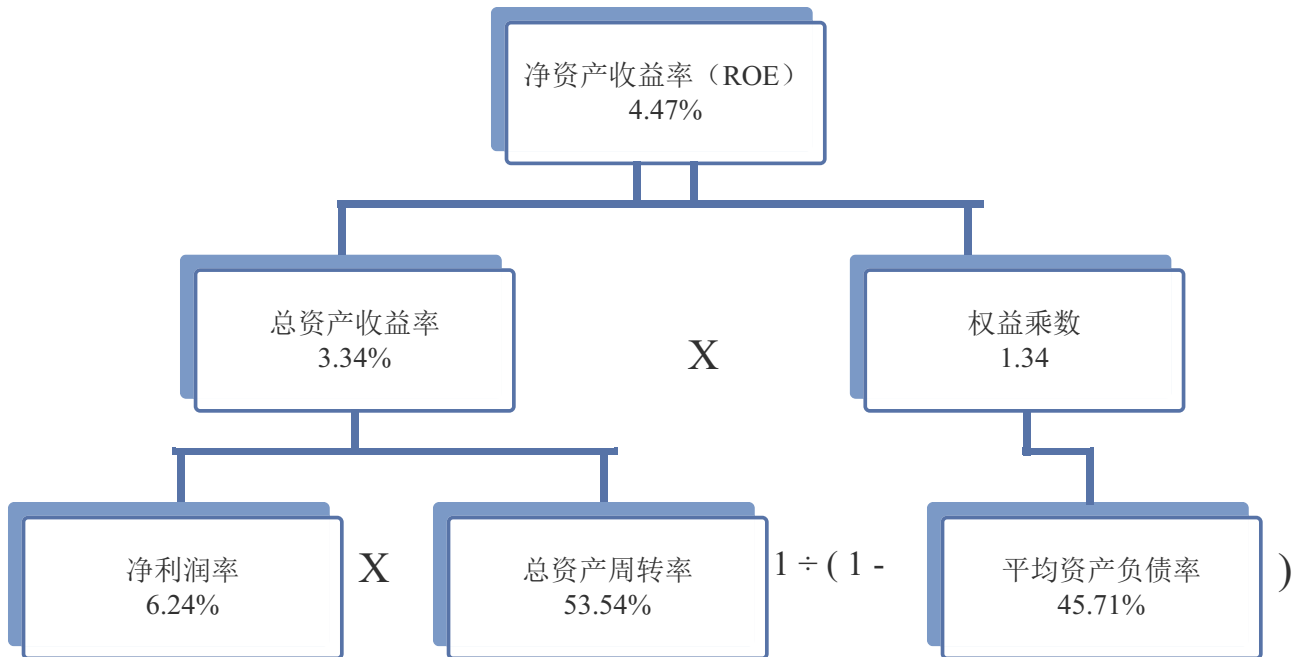 净资产收益率（ROE）
4.47%
总资产收益率
3.34%
X
权益乘数
1.34
净利润率
6.24%
X
总资产周转率
53.54%
1 ÷ ( 1 -
平均资产负债率
45.71%
)